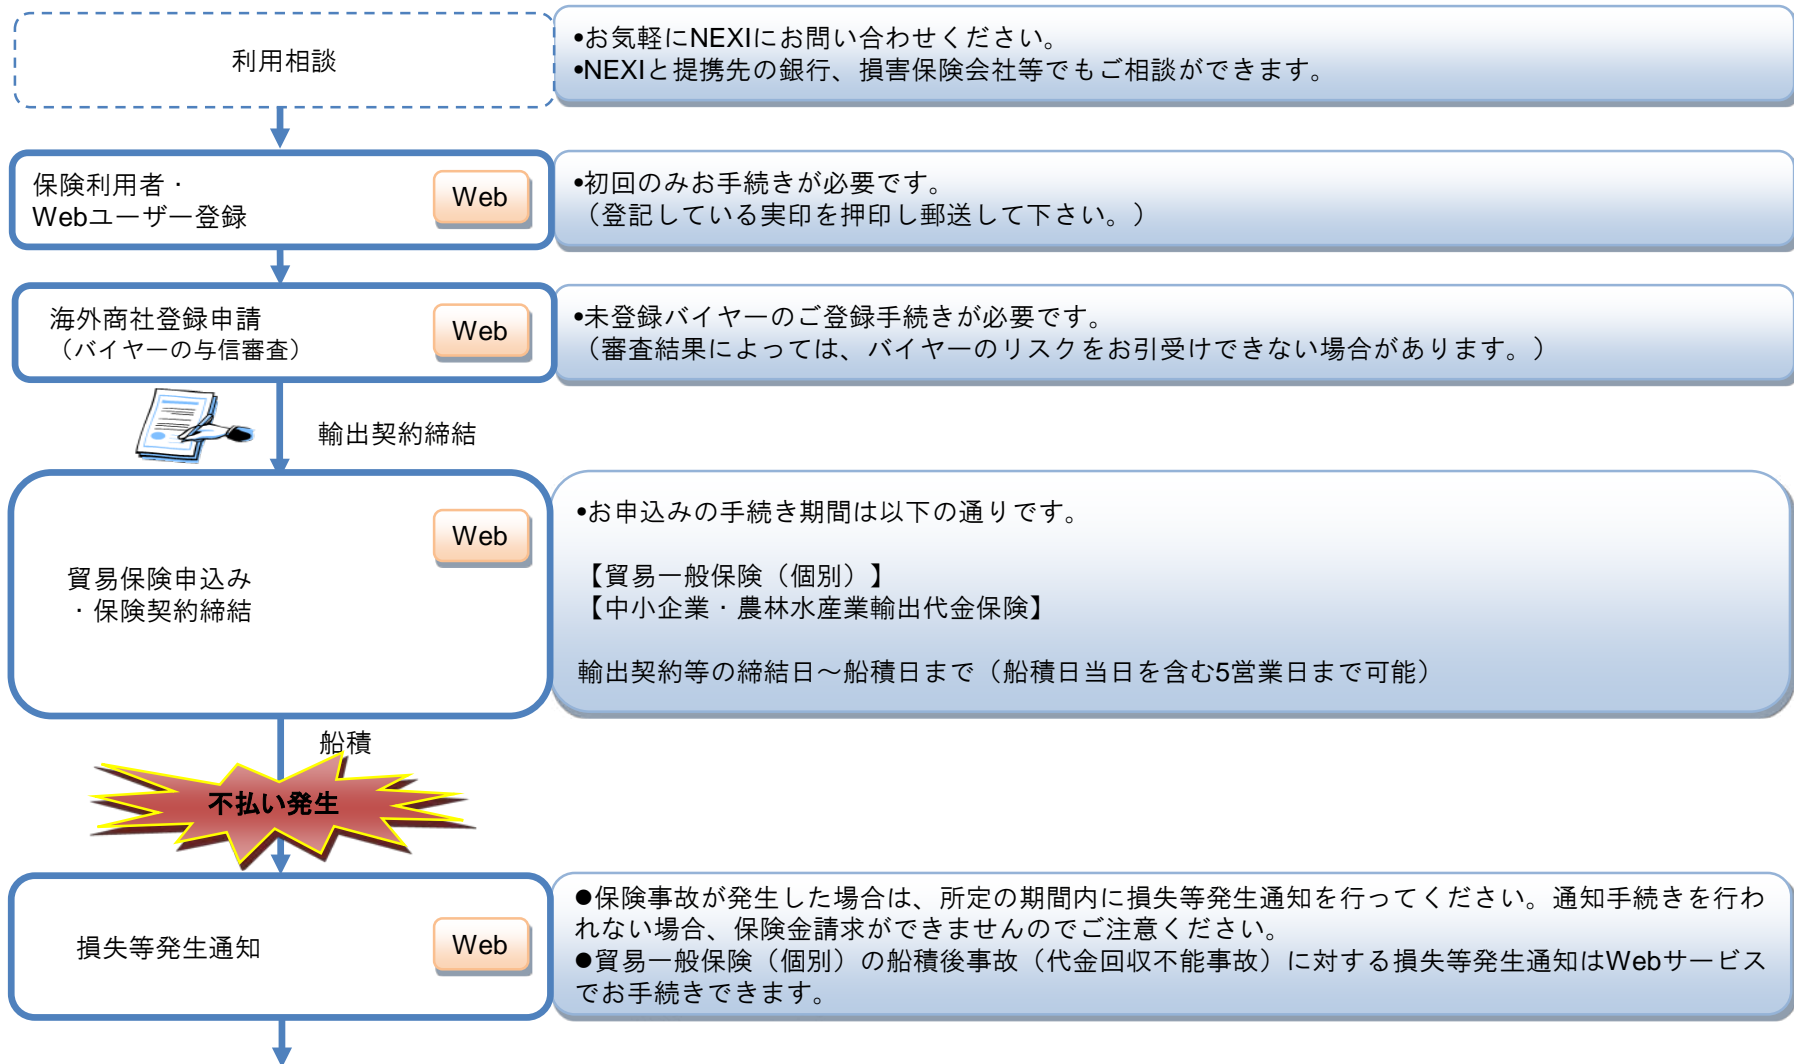 利用相談
•お気軽にNEXIにお問い合わせください。
•NEXIと提携先の銀行、損害保険会社等でもご相談ができます。
保険利用者・
Webユーザー登録
Web
•初回のみお手続きが必要です。
（登記している実印を押印し郵送して下さい。）
海外商社登録申請
（バイヤーの与信審査）
Web
•未登録バイヤーのご登録手続きが必要です。
（審査結果によっては、バイヤーのリスクをお引受けできない場合があります。）
輸出契約締結
貿易保険申込み
・保険契約締結
Web
•お申込みの手続き期間は以下の通りです。
【貿易一般保険（個別）】
【中小企業・農林水産業輸出代金保険】
輸出契約等の締結日～船積日まで（船積日当日を含む5営業日まで可能）
船積
不払い発生
損失等発生通知
Web
●保険事故が発生した場合は、所定の期間内に損失等発生通知を行ってください。通知手続きを行わ
れない場合、保険金請求ができませんのでご注意ください。
●貿易一般保険（個別）の船積後事故（代金回収不能事故）に対する損失等発生通知はWebサービス
でお手続きできます。